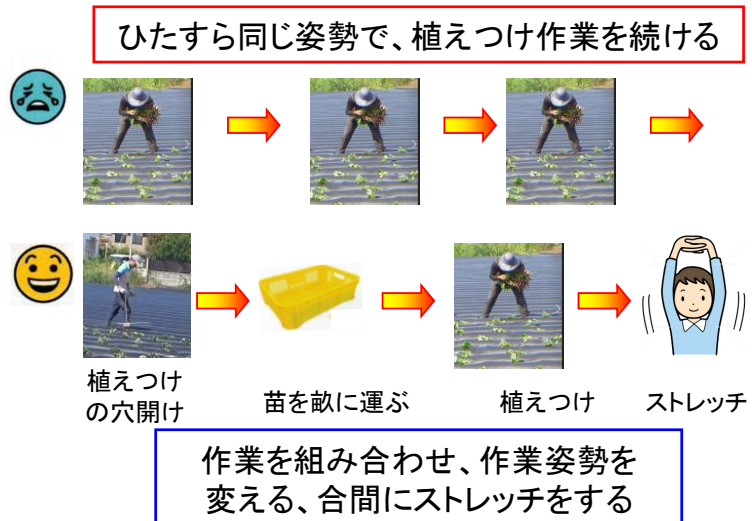 ひたすら同じ姿勢で、植えつけ作業を続ける
植えつけ
の穴開け
苗を畝に運ぶ
植えつけ
ストレッチ
作業を組み合わせ、作業姿勢を
変える、合間にストレッチをする